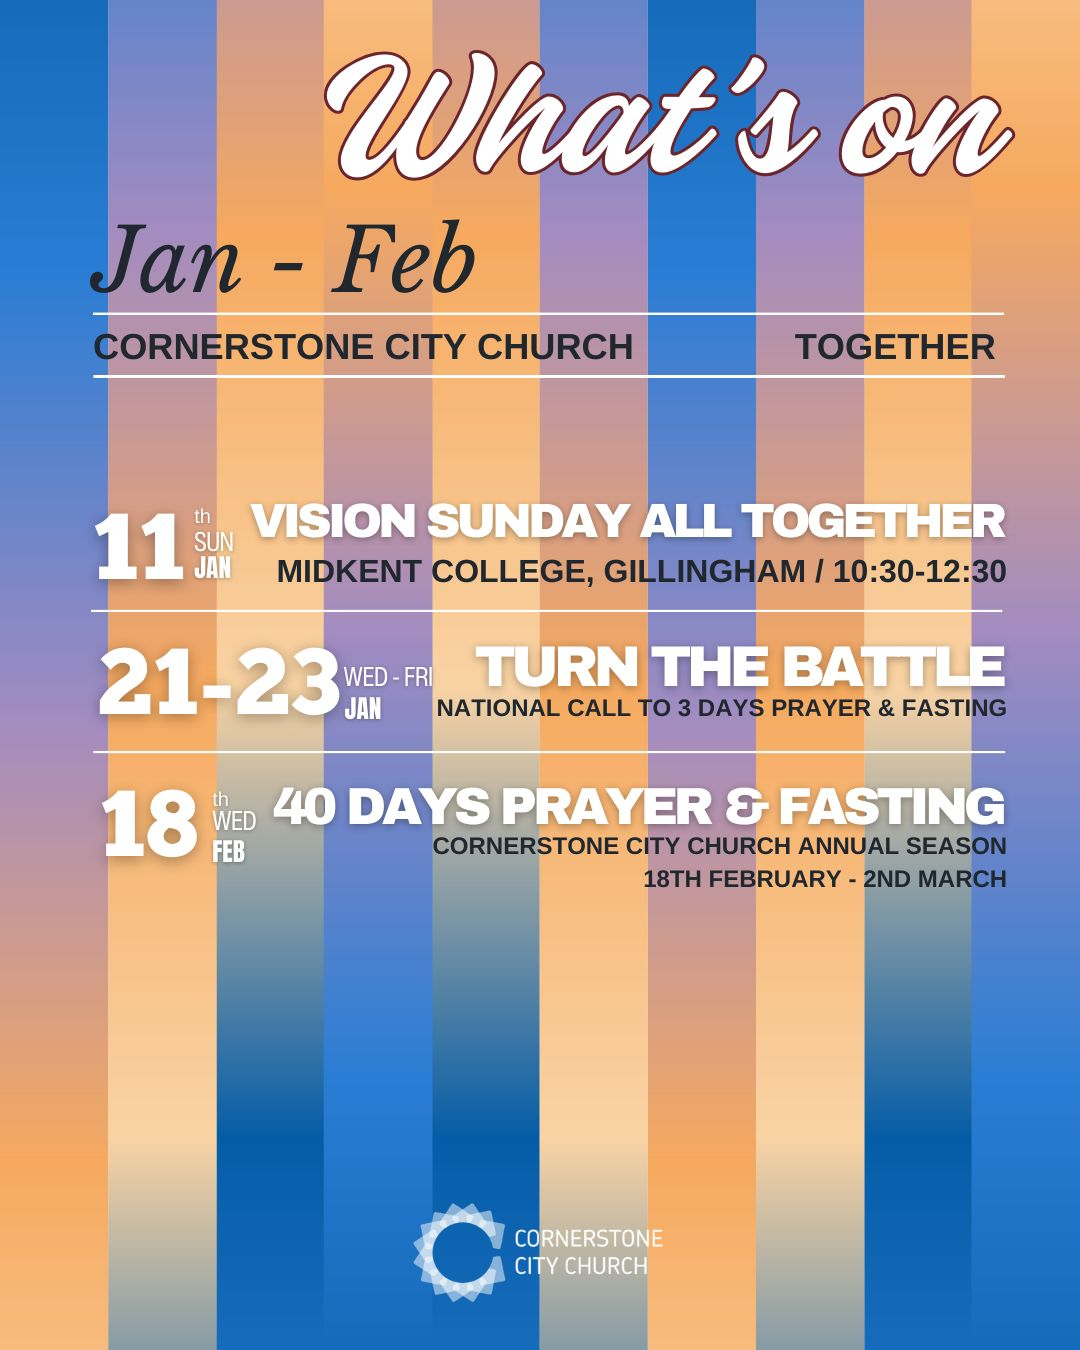 What's on
Jan - Feb
CORNERSTONE CITY CHURCH TOGETHER
11 th SUN JAN
VISION SUNDAY ALL TOGETHER
MIDKENT COLLEGE, GILLINGHAM / 10:30-12:30
21-23 WED - FRI JAN
TURN THE BATTLE
NATIONAL CALL TO 3 DAYS PRAYER & FASTING
18 th WED FEB
40 DAYS PRAYER & FASTING
CORNERSTONE CITY CHURCH ANNUAL SEASON
18TH FEBRUARY - 2ND MARCH
CORNERSTONE
CITY CHURCH